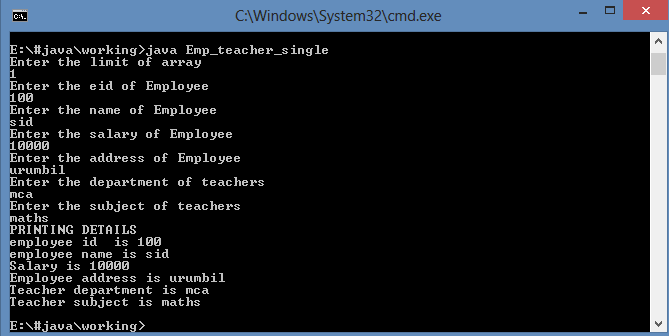 C:\Windows\System32\cmd.exe
E:\#java\working>java Emp_teacher_single
Enter the limit of array
1
Enter the eid of Employee
100
Enter the name of Employee
sid
Enter the salary of Employee
10000
Enter the address of Employee
urumbil
Enter the department of teachers
mca
Enter the subject of teachers
maths
PRINTING DETAILS
employee id  is 100
employee name is sid
Salary is 10000
Employee address is urumbil
Teacher department is mca
Teacher subject is maths
E:\#java\working>